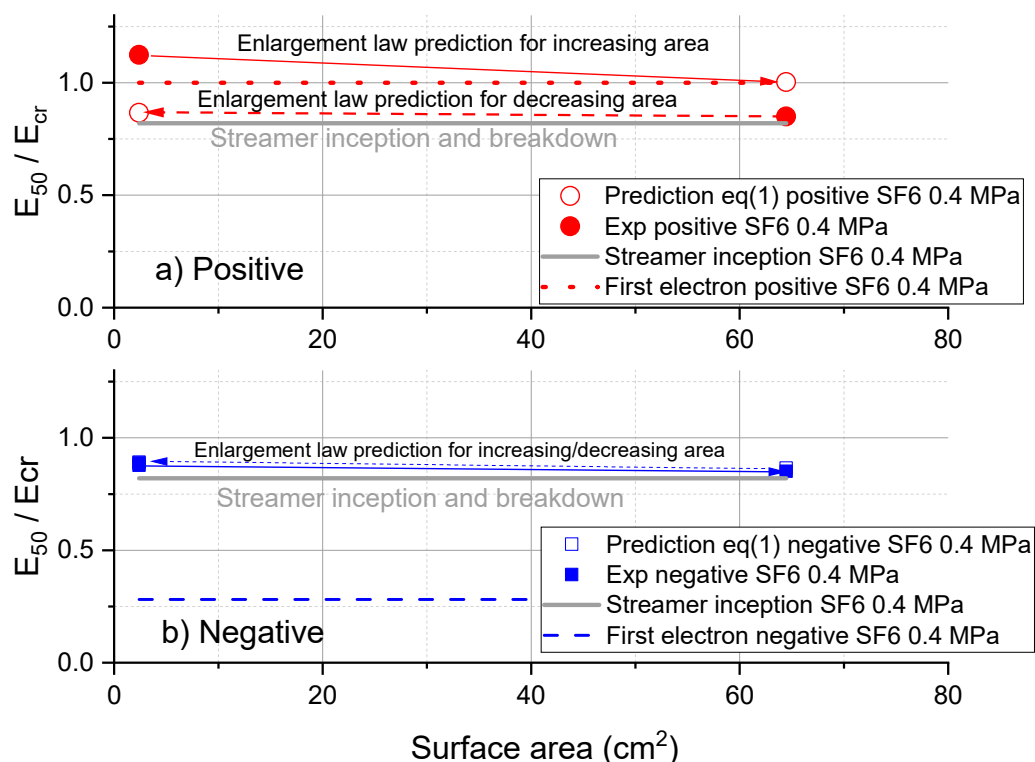 Enlargement law prediction for increasing area
1.0
Enlargement law prediction for decreasing area
Streamer inception and breakdown
E50 / Ecr
0.5
Prediction eq(1) positive SF6 0.4 MPa
Exp positive SF6 0.4 MPa
Streamer inception SF6 0.4 MPa
First electron positive SF6 0.4 MPa
a) Positive
0.0
0 20 40 60 80
1.0
Enlargement law prediction for increasing/decreasing area
Streamer inception and breakdown
E50 / Ecr
0.5
Prediction eq(1) negative SF6 0.4 MPa
Exp negative SF6 0.4 MPa
Streamer inception SF6 0.4 MPa
First electron negative SF6 0.4 MPa
b) Negative
0.0
0 20 40 60 80
Surface area (cm²)